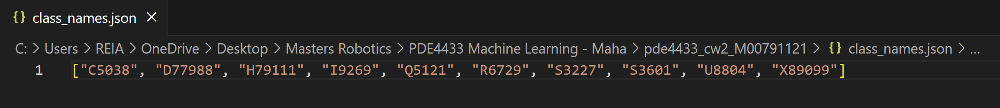 {} class_names.json ×
C: > Users > REIA > OneDrive > Desktop > Masters Robotics > PDE4433 Machine Learning - Maha > pde4433_cw2_M00791121 > {} class_names.json > ...
1 ["C5038", "D77988", "H79111", "I9269", "Q5121", "R6729", "S3227", "S3601", "U8804", "X89099"]